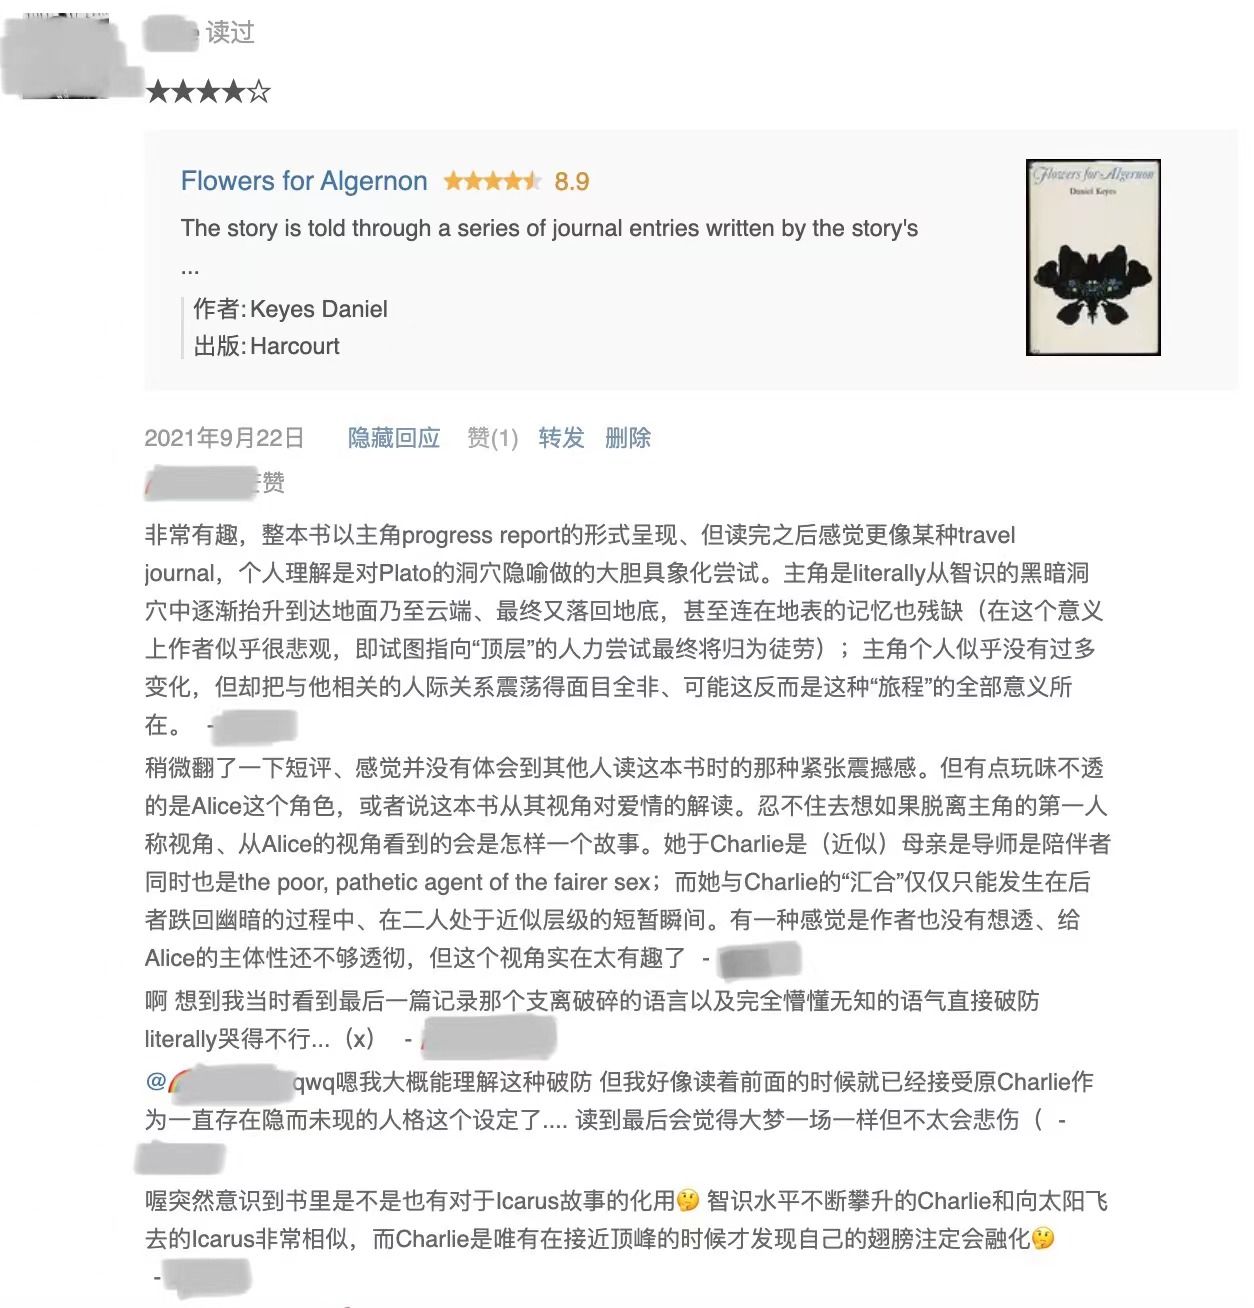 读过
★★★★☆
Flowers for Algernon ★★★★ 8.9
The story is told through a series of journal entries written by the story's
...
作者: Keyes Daniel
出版: Harcourt
Flowers for Algernon
Daniel Keyes
2021年9月22日 隐藏回应 赞(1) 转发 删除
赞
非常有趣，整本书以主角progress report的形式呈现、但读完之后感觉更像某种travel
journal，个人理解是对Plato的洞穴隐喻做的大胆具象化尝试。主角是literally从智识的黑暗洞
穴中逐渐抬升到达地面乃至云端、最终又落回地底，甚至连在地表的记忆也残缺（在这个意义
上作者似乎很悲观，即试图指向“顶层”的人力尝试最终将归为徒劳）；主角个人似乎没有过多
变化，但却把与他相关的人际关系震荡得面目全非、可能这反而是这种“旅程”的全部意义所
在。 -
稍微翻了一下短评、感觉并没有体会到其他人读这本书时的那种紧张震撼感。但有点玩味不透
的是Alice这个角色，或者说这本书从其视角对爱情的解读。忍不住去想如果脱离主角的第一人
称视角、从Alice的视角看到的会是怎样一个故事。她于Charlie是（近似）母亲是导师是陪伴者
同时也是the poor, pathetic agent of the fairer sex；而她与Charlie的“汇合”仅仅只能发生在后
者跌回幽暗的过程中、在二人处于近似层级的短暂瞬间。有一种感觉是作者也没有想透、给
Alice的主体性还不够透彻，但这个视角实在太有趣了 -
啊 想到我当时看到最后一篇记录那个支离破碎的语言以及完全懵懂无知的语气直接破防
literally哭得不行...（x） -
@🌈 qwq嗯我大概能理解这种破防 但我好像读着前面的时候就已经接受原Charlie作
为一直存在隐而未现的人格这个设定了.... 读到最后会觉得大梦一场一样但不太会悲伤（ -
喔突然意识到书里是不是也有对于Icarus故事的化用🤔 智识水平不断攀升的Charlie和向太阳飞
去的Icarus非常相似，而Charlie是唯有在接近顶峰的时候才发现自己的翅膀注定会融化🤔
-